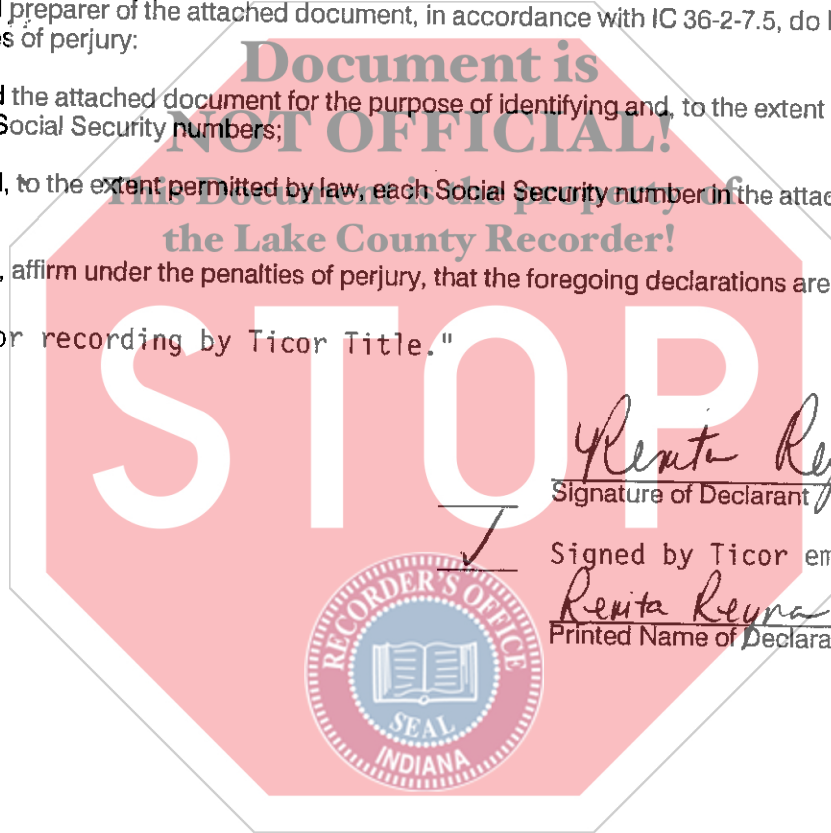 preparer of the attached document, in accordance with IC 36-2-7.5, do
s of perjury:
Document is
the attached document for the purpose of identifying and, to the extent
Social Security numbers;
NOT OFFICIAL!
, to the extent permitted by law, each Social Security number in the attac
This Document is the property of
the Lake County Recorder!
, affirm under the penalties of perjury, that the foregoing declarations are
or recording by Ticor Title."
STOP
Renita Re
Signature of Declarant
Signed by Ticor em
Renita Reyna
Printed Name of Declara
RECORDER'S OFFICE
SEAL
INDIANA